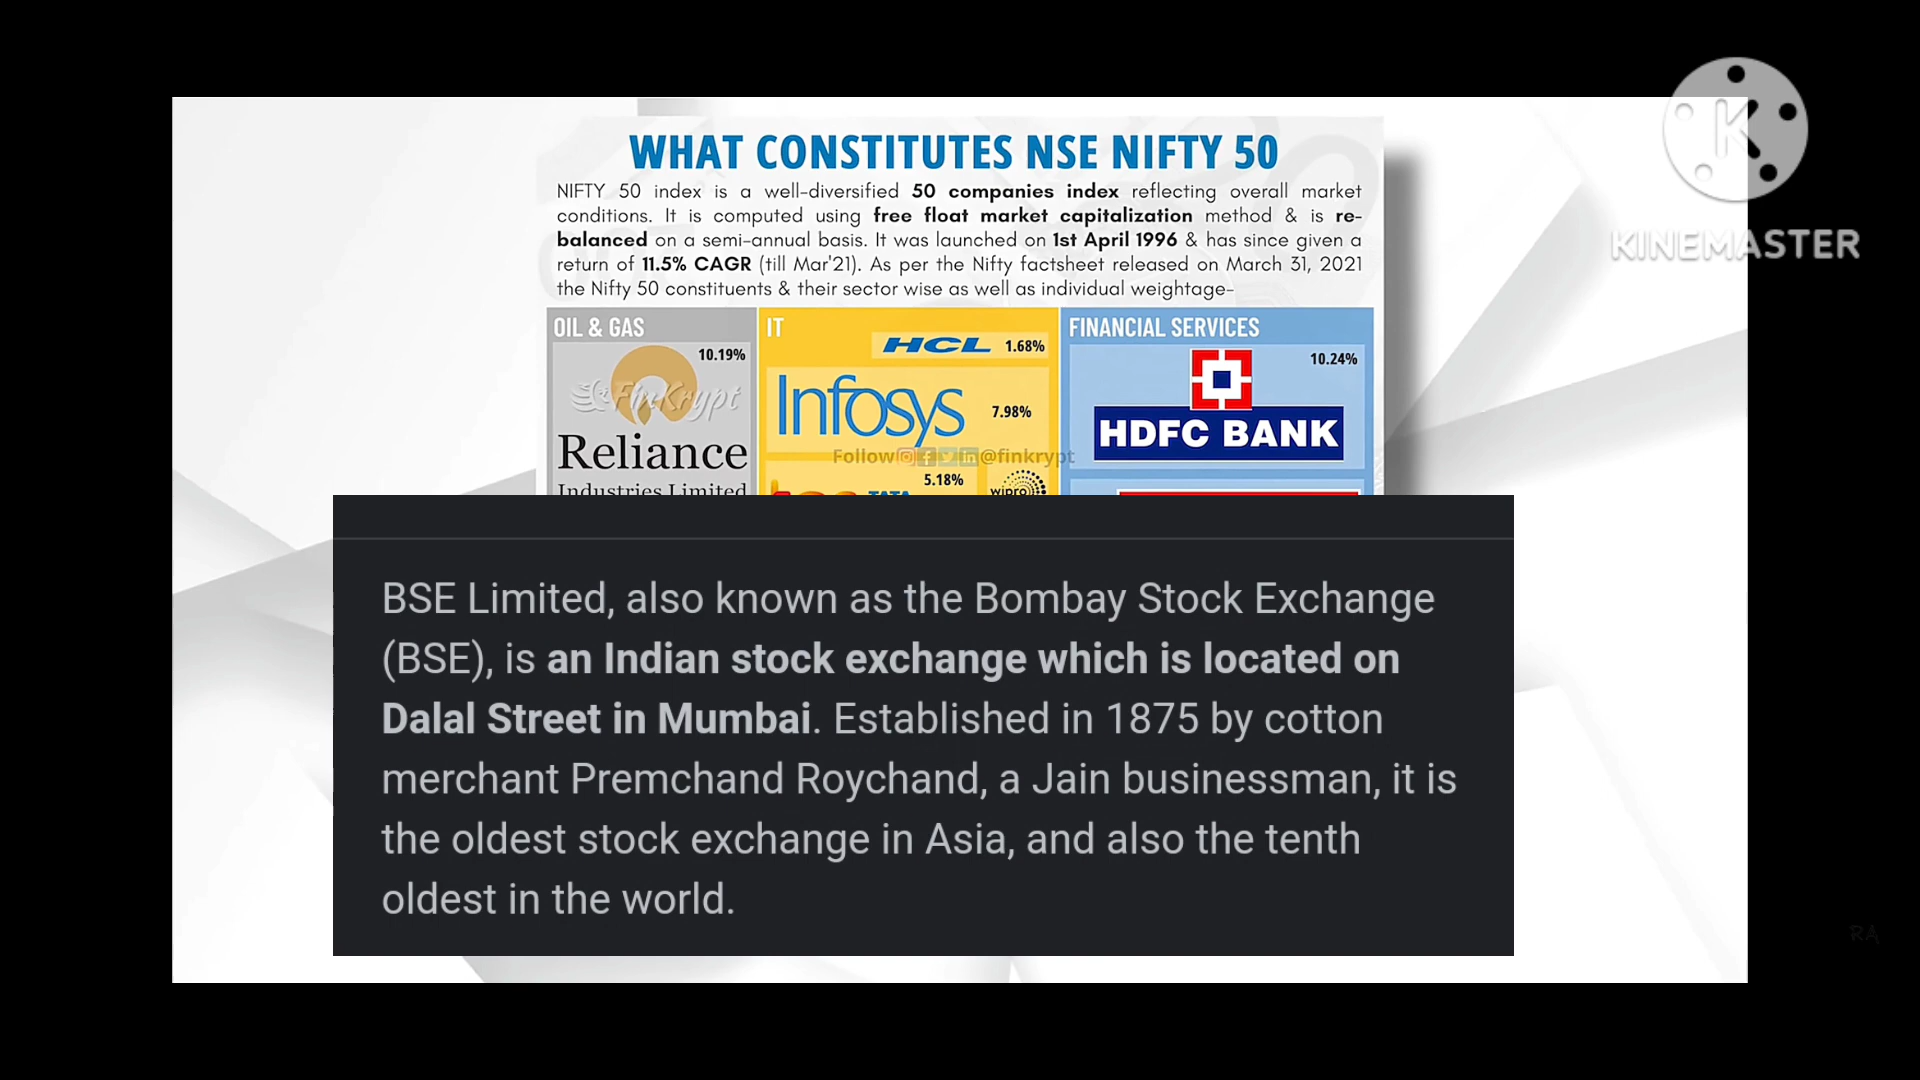 KINEMASTER
WHAT CONSTITUTES NSE NIFTY 50
NIFTY 50 index is a well-diversified 50 companies index reflecting overall market
conditions. It is computed using free float market capitalization method & is re-
balanced on a semi-annual basis. It was launched on 1st April 1996 & has since given a
return of 11.5% CAGR (till Mar'21). As per the Nifty factsheet released on March 31, 2021
the Nifty 50 constituents & their sector wise as well as individual weightage-
OIL & GAS
10.19%
FinKrypt
Reliance
Industries Limited
IT
HCL 1.68%
Infosys 7.98%
Follow @finkrypt
5.18%
TATA
wipro
FINANCIAL SERVICES
10.24%
HDFC BANK
BSE Limited, also known as the Bombay Stock Exchange
(BSE), is an Indian stock exchange which is located on
Dalal Street in Mumbai. Established in 1875 by cotton
merchant Premchand Roychand, a Jain businessman, it is
the oldest stock exchange in Asia, and also the tenth
oldest in the world.
RA